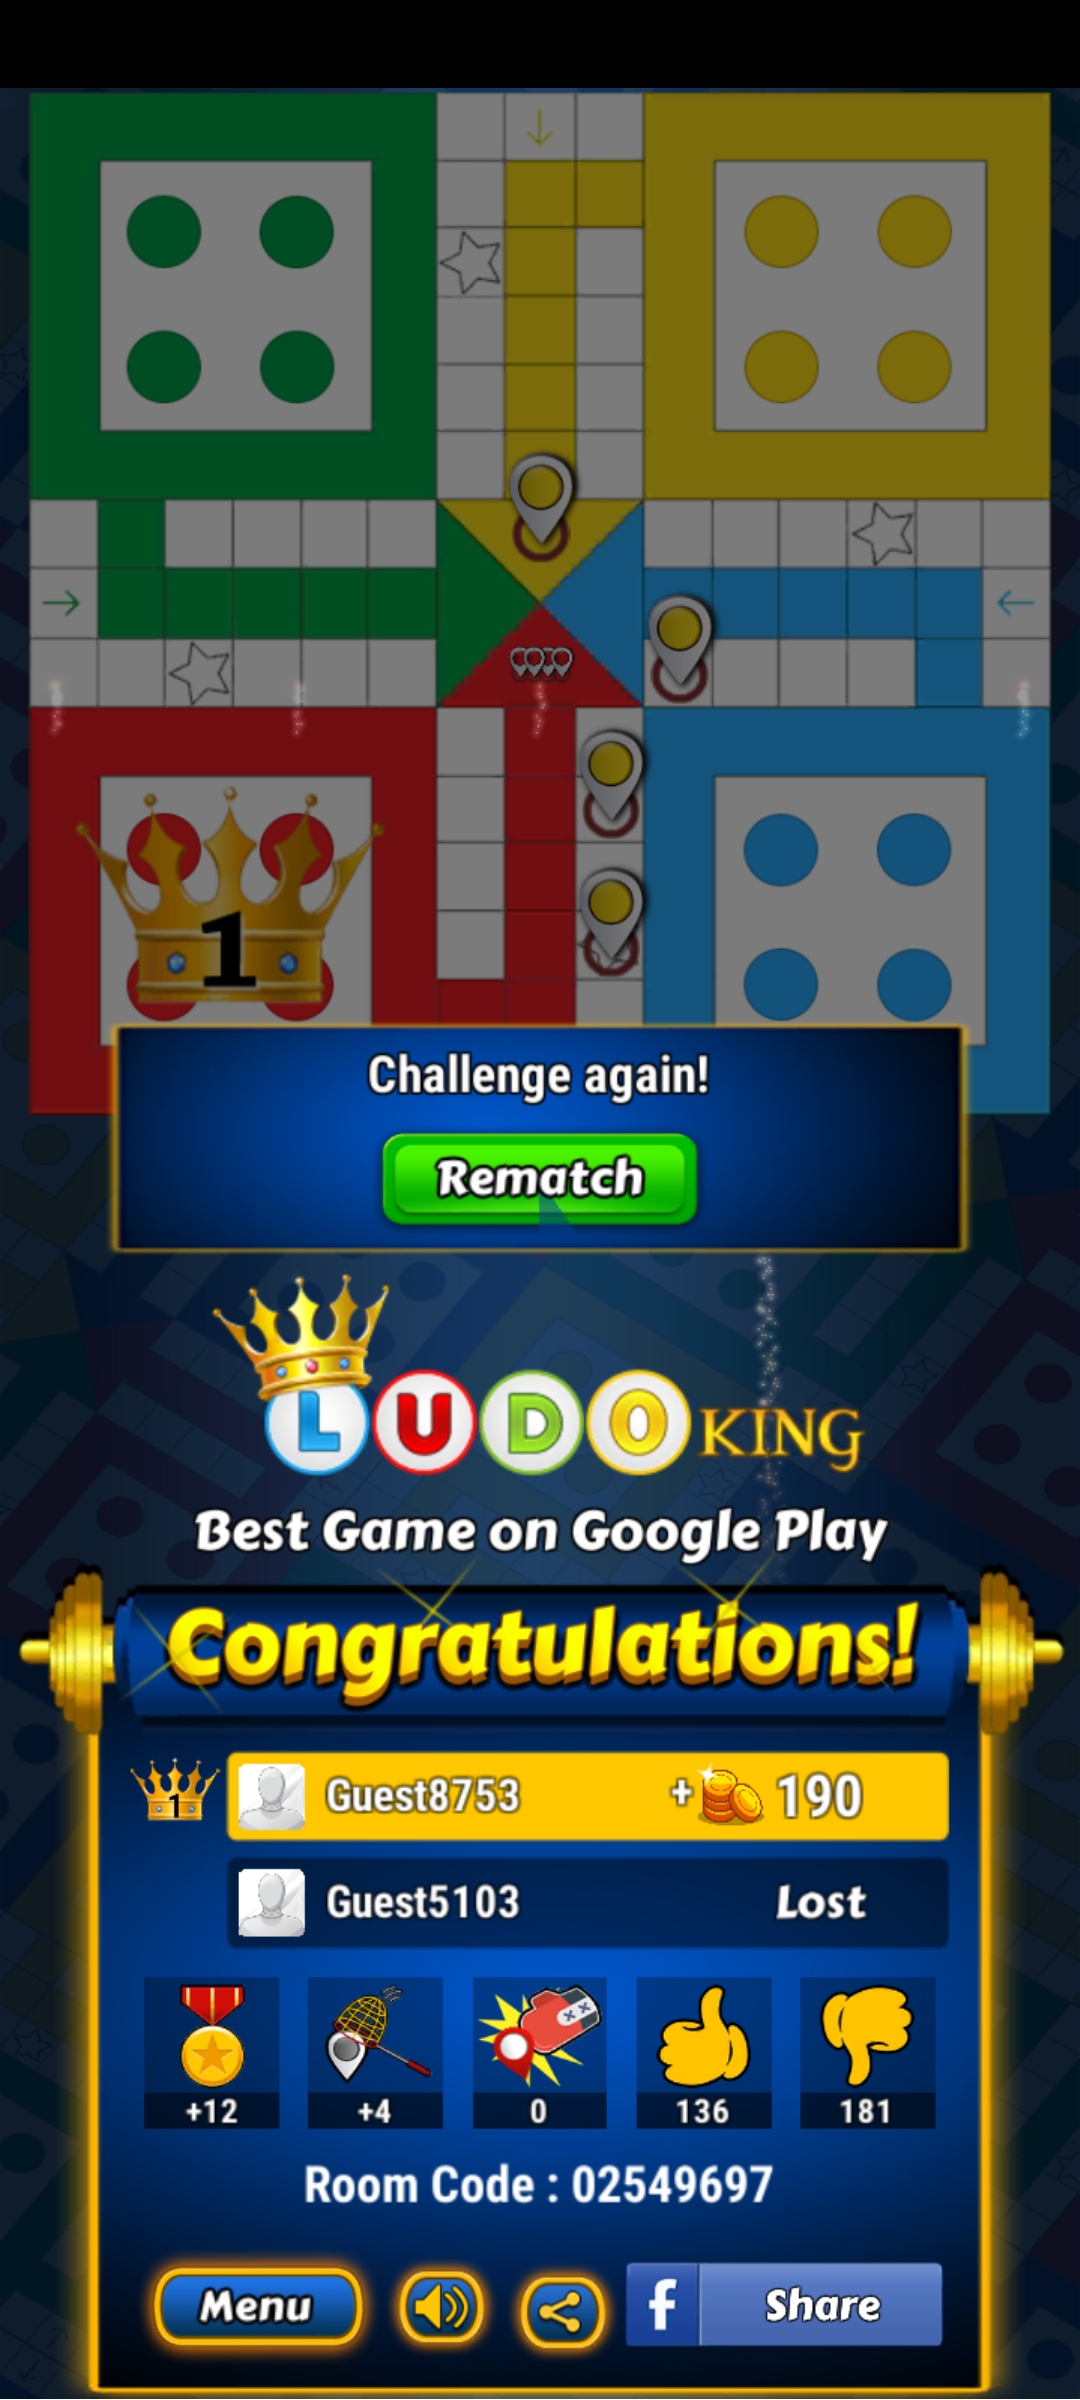 1
Challenge again!
Rematch
LUDO KING
Best Game on Google Play
Congratulations!
1 Guest8753 + 190
Guest5103 Lost
+12 +4 0 136 181
Room Code : 02549697
Menu f Share